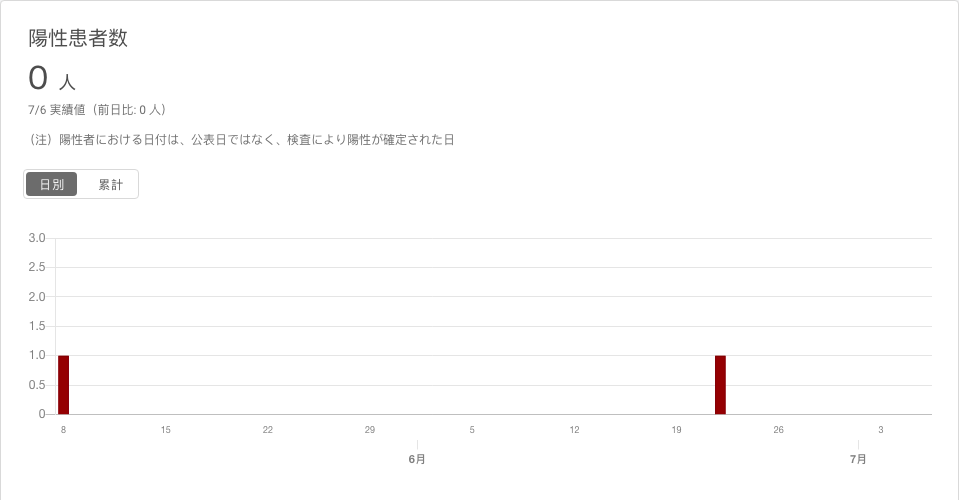 陽性患者数
0 人
7/6 実績値（前日比: 0 人）
（注）陽性者における日付は、公表日ではなく、検査により陽性が確定された日
日別 累計
3.0
2.5
2.0
1.5
1.0
0.5
0
8 15 22 29 5 12 19 26 3
6月 7月